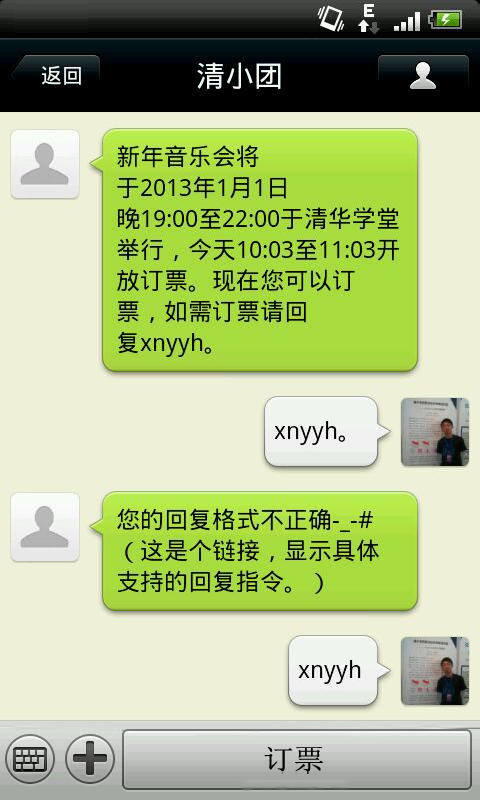 E
返回
清小团
新年音乐会将
于2013年1月1日
晚19:00至22:00于清华学堂
举行，今天10:03至11:03开
放订票。现在您可以订
票，如需订票请回
复xnyyh。
xnyyh。
您的回复格式不正确-_-#
（这是个链接，显示具体
支持的回复指令。）
xnyyh
订票